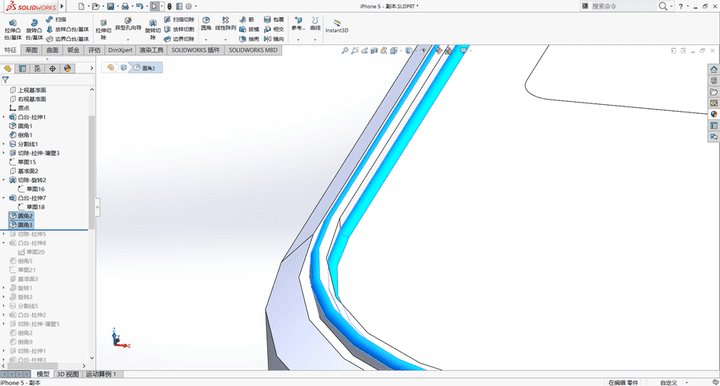 SOLIDWORKS
iPhone 5 - 副本.SLDPRT *
搜索命令
拉伸凸台/基体
旋转凸台/基体
扫描
放样凸台/基体
边界凸台/基体
拉伸切除
异型孔向导
旋转切除
扫描切除
放样切割
边界切除
圆角
线性阵列
筋
拔模
抽壳
包覆
相交
镜向
参考...
曲线
Instant3D
特征
草图
曲面
钣金
评估
DimXpert
渲染工具
SOLIDWORKS 插件
SOLIDWORKS MBD
圆角2
上视基准面
右视基准面
原点
凸台-拉伸1
圆角1
倒角1
分割线1
切除-拉伸-薄壁3
草图15
基准面2
切除-旋转2
草图16
凸台-拉伸7
草图18
圆角2
圆角3
切除-拉伸5
凸台-拉伸8
草图20
倒角5
草图21
基准面3
旋转1
旋转2
分割线5
凸台-拉伸2
切除-拉伸-薄壁5
倒角2
倒角9
切除-拉伸1
凸台-拉伸3
模型
3D 视图
运动算例 1
iPhone 5 - 副本
在编辑 零件
自定义